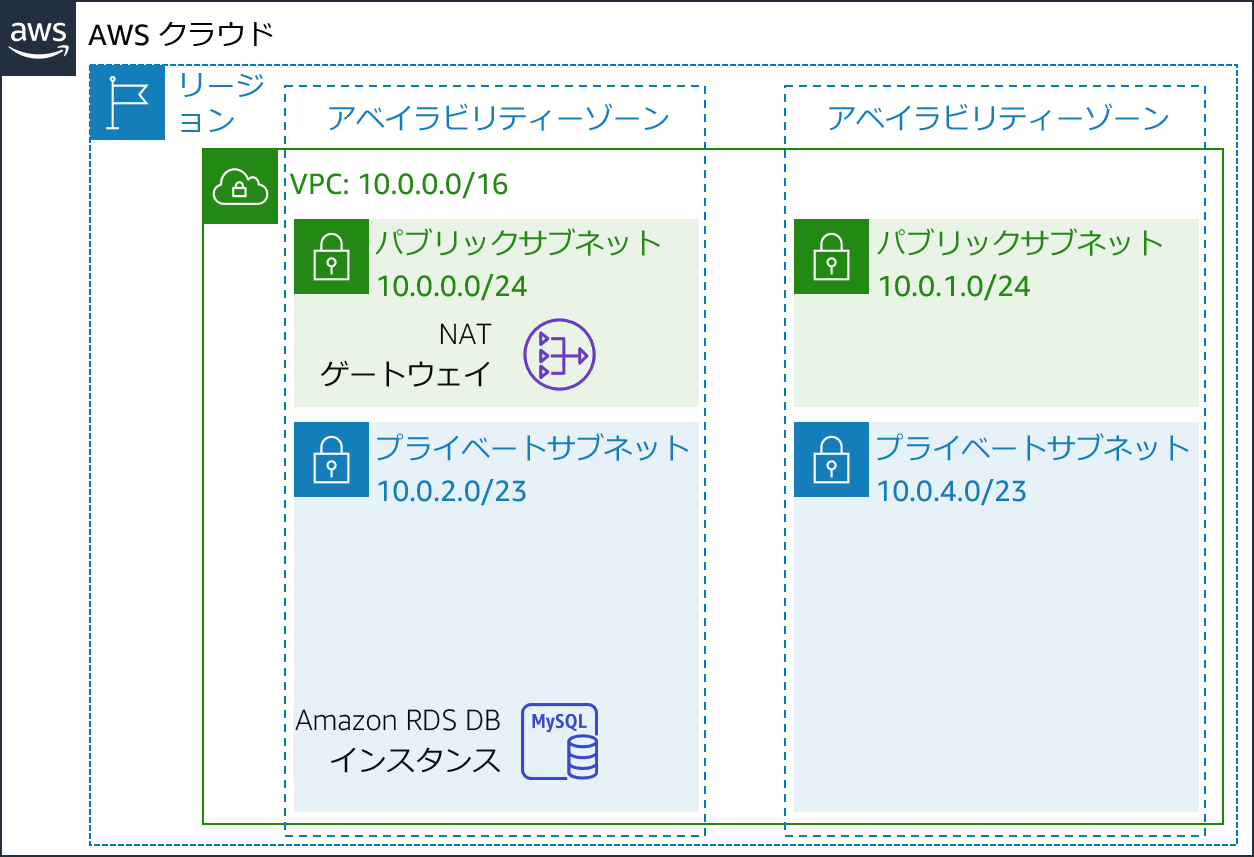 aws
AWS クラウド
リージ
ョン
アベイラビリティーゾーン
アベイラビリティーゾーン
VPC: 10.0.0.0/16
パブリックサブネット
10.0.0.0/24
NAT
ゲートウェイ
パブリックサブネット
10.0.1.0/24
プライベートサブネット
10.0.2.0/23
プライベートサブネット
10.0.4.0/23
Amazon RDS DB
インスタンス
MySQL